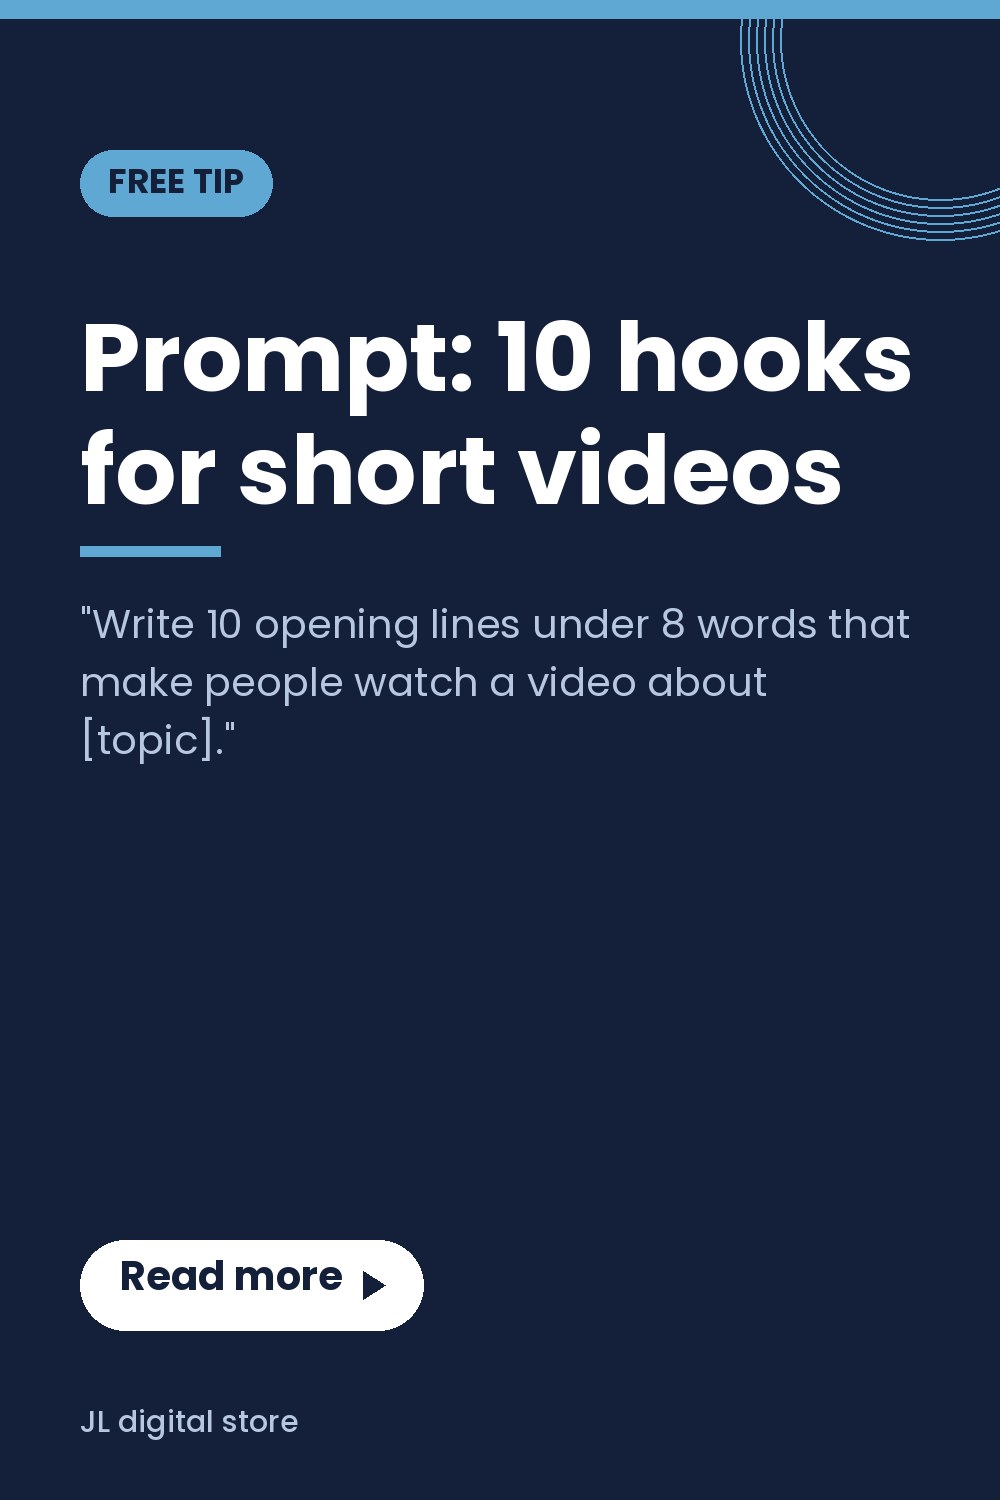 FREE TIP
Prompt: 10 hooks
for short videos
"Write 10 opening lines under 8 words that
make people watch a video about
[topic]."
Read more
JL digital store